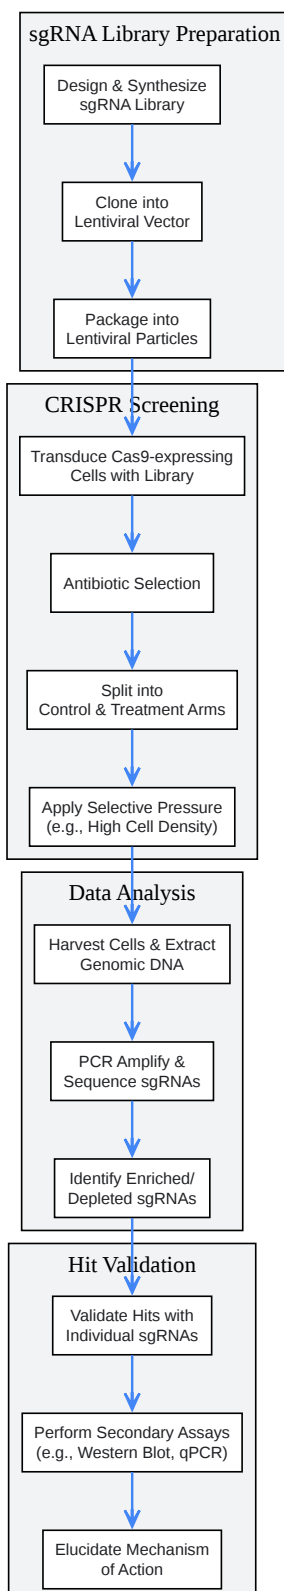 sgRNA Library Preparation
Design & Synthesize
sgRNA Library
Clone into
Lentiviral Vector
Package into
Lentiviral Particles
CRISPR Screening
Transduce Cas9-expressing
Cells with Library
Antibiotic Selection
Split into
Control & Treatment Arms
Apply Selective Pressure
(e.g., High Cell Density)
Data Analysis
Harvest Cells & Extract
Genomic DNA
PCR Amplify &
Sequence sgRNAs
Identify Enriched/
Depleted sgRNAs
Hit Validation
Validate Hits with
Individual sgRNAs
Perform Secondary Assays
(e.g., Western Blot, qPCR)
Elucidate Mechanism
of Action